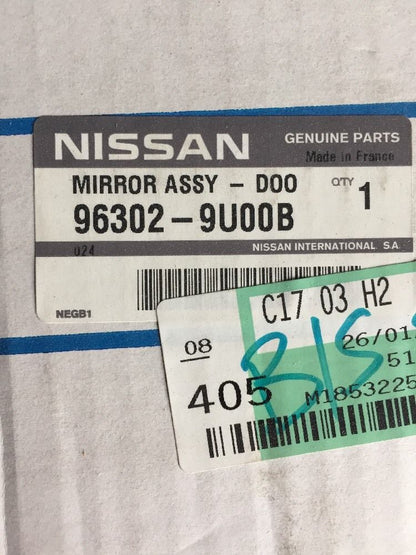 NISSAN GENUINE PARTS
Made in France
MIRROR ASSY - DOO QTY 1
96302-9U00B
024 NISSAN INTERNATIONAL S.A
NEGB1
C17 03 H2
08 26/01
405 51
B/S
M1853225